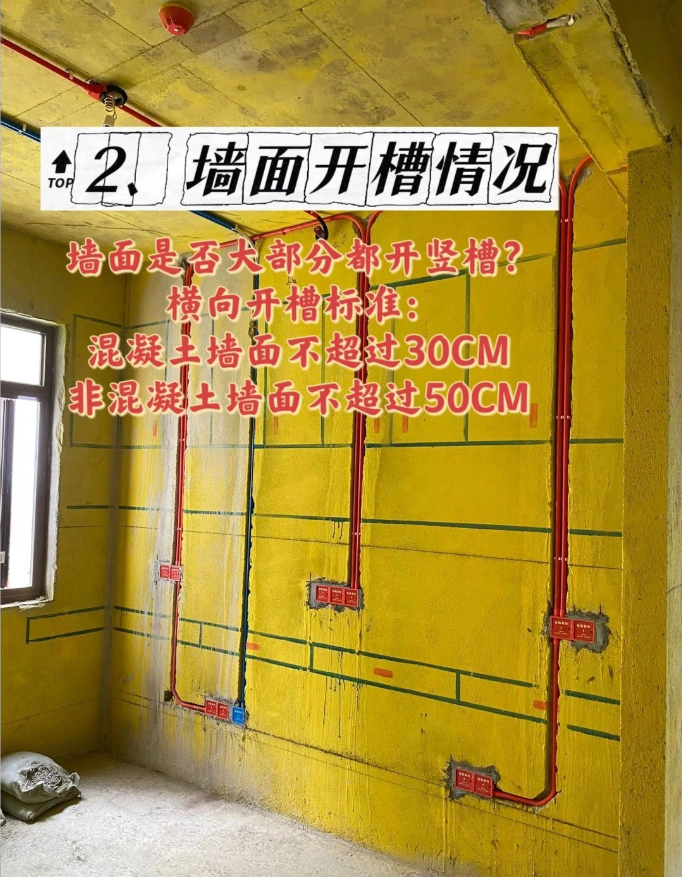 TOP
2、墙面开槽情况
墙面是否大部分都开竖槽?
横向开槽标准:
混凝土墙面不超过30CM
非混凝土墙面不超过50CM